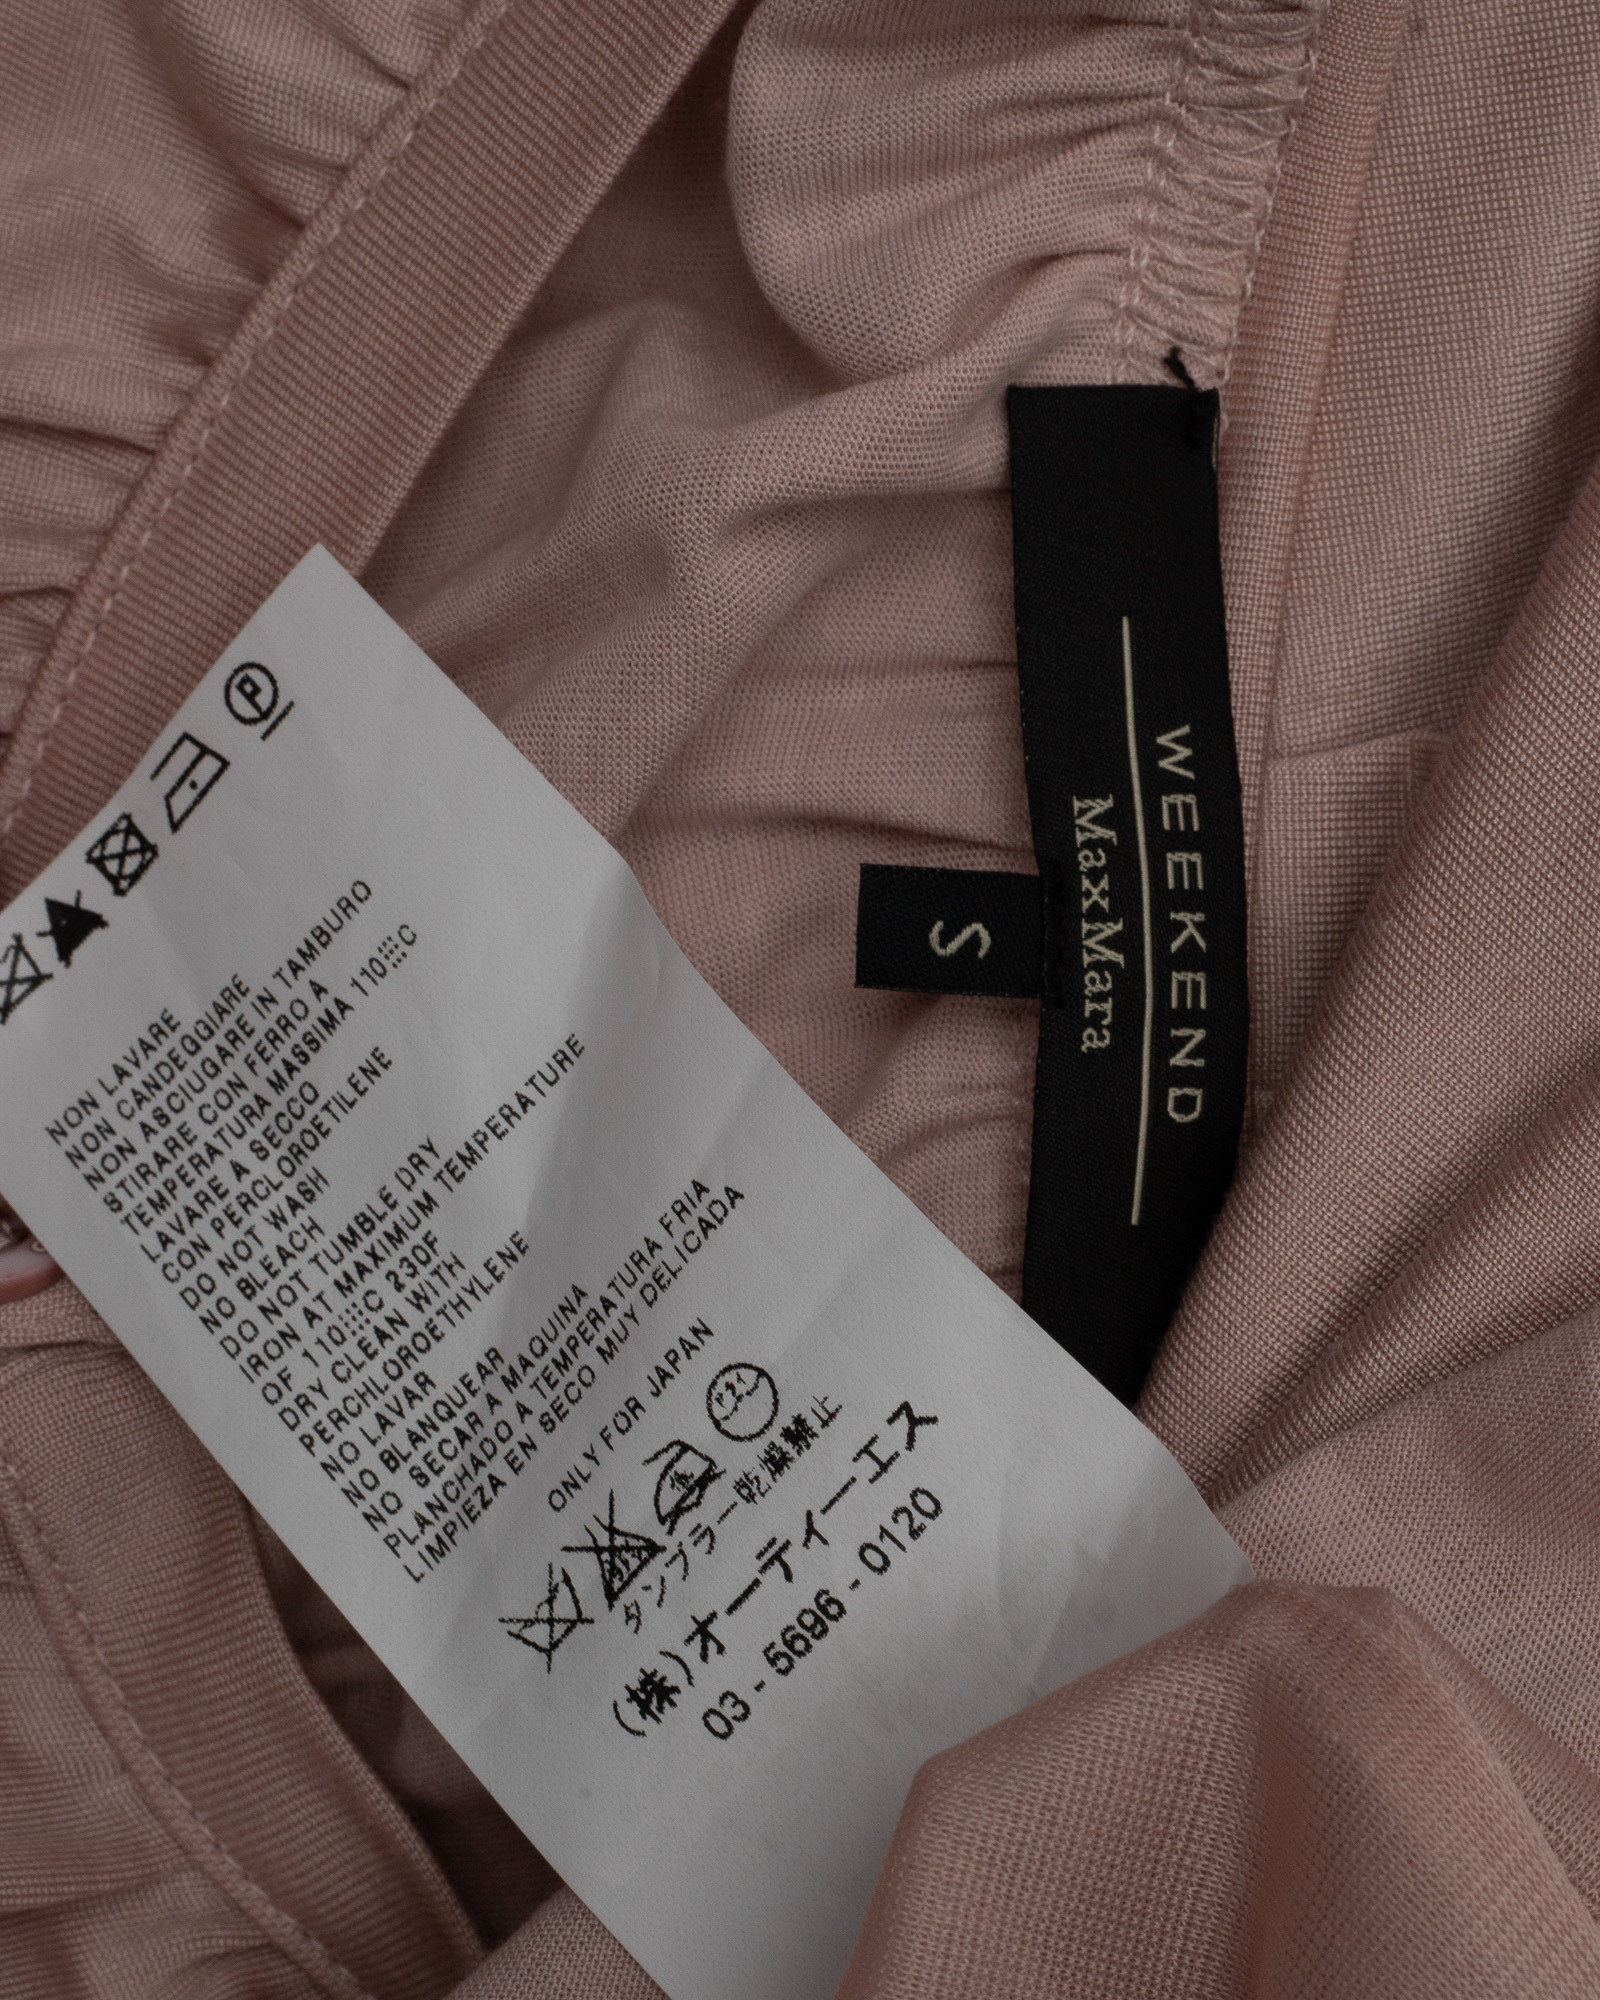 WEEKEND
MaxMara
S
P
NON LAVARE
NON CANDEGGIARE
NON ASCIUGARE IN TAMBURO
STIRARE CON FERRO A
TEMPERATURA MASSIMA 110 C
LAVARE A SECCO
CON PERCLOROETILENE
DO NOT WASH
NO BLEACH
DO NOT TUMBLE DRY
IRON AT MAXIMUM TEMPERATURE
OF 110 C 230F
DRY CLEAN WITH
PERCHLOROETHYLENE
NO LAVAR
NO BLANQUEAR
NO SECAR A MAQUINA
PLANCHADO A TEMPERATURA FRIA
LIMPIEZA EN SECO MUY DELICADA
ONLY FOR JAPAN
タンブラー乾燥禁止
(株)オーティーエス
03-5696-0120